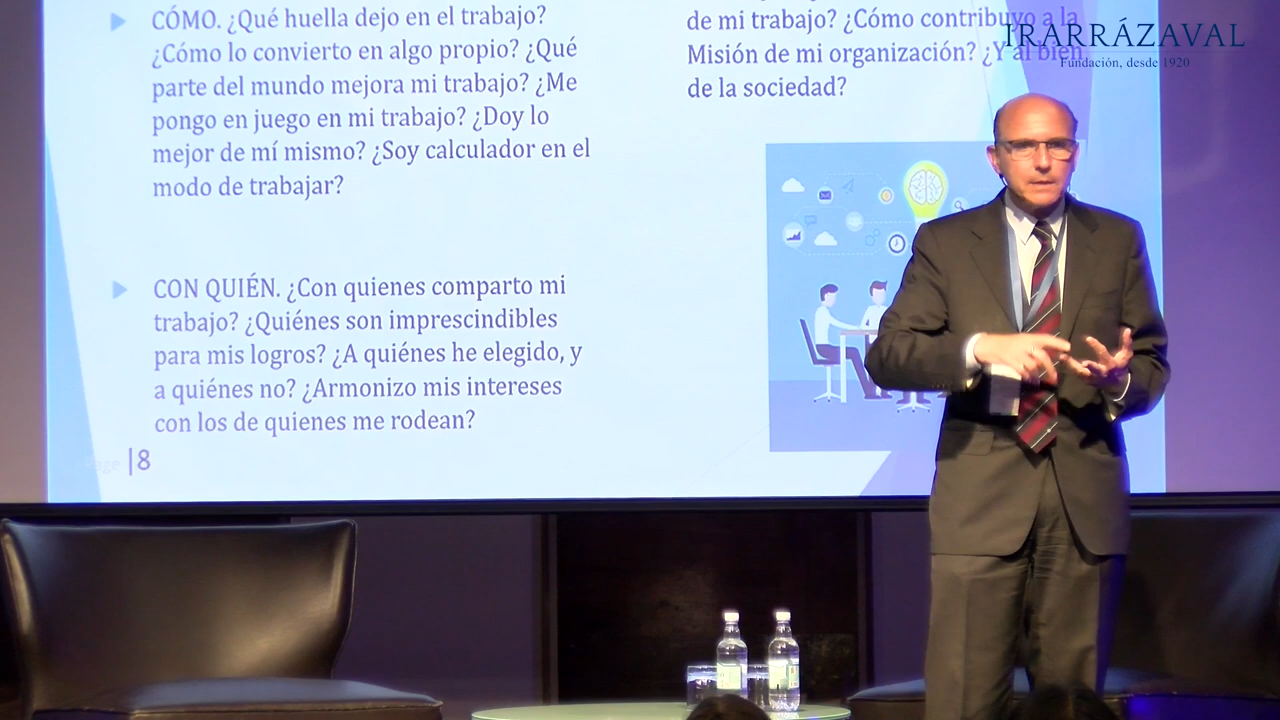 CÓMO. ¿Qué huella dejo en el trabajo?
¿Cómo lo convierto en algo propio? ¿Qué
parte del mundo mejora mi trabajo? ¿Me
pongo en juego en mi trabajo? ¿Doy lo
mejor de mí mismo? ¿Soy calculador en el
modo de trabajar?
CON QUIÉN. ¿Con quienes comparto mi
trabajo? ¿Quiénes son imprescindibles
para mis logros? ¿A quiénes he elegido, y
a quiénes no? ¿Armonizo mis intereses
con los de quienes me rodean?
Page |8
de mi trabajo? ¿Cómo contribuyo a la
Misión de mi organización? ¿Y al bien
de la sociedad?
IRARRÁZAVAL
Fundación, desde 1920